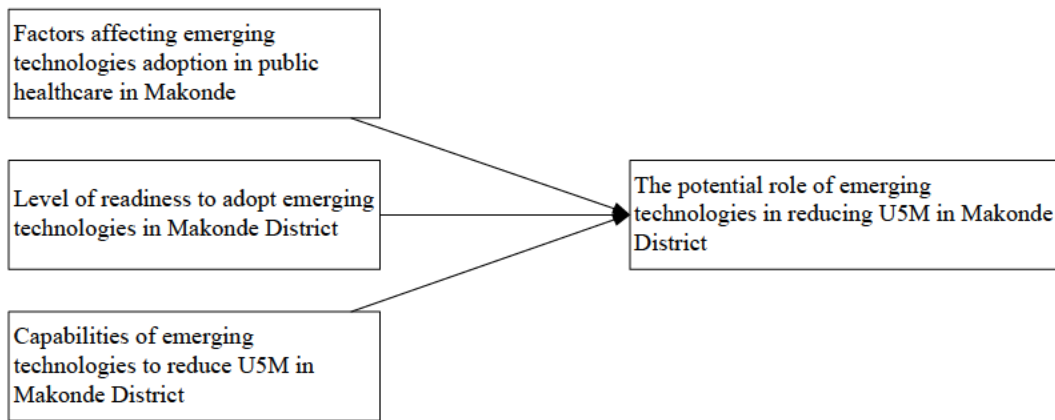 Factors affecting emerging
technologies adoption in public
healthcare in Makonde
Level of readiness to adopt emerging
technologies in Makonde District
Capabilities of emerging
technologies to reduce U5M in
Makonde District
The potential role of emerging
technologies in reducing U5M in Makonde
District